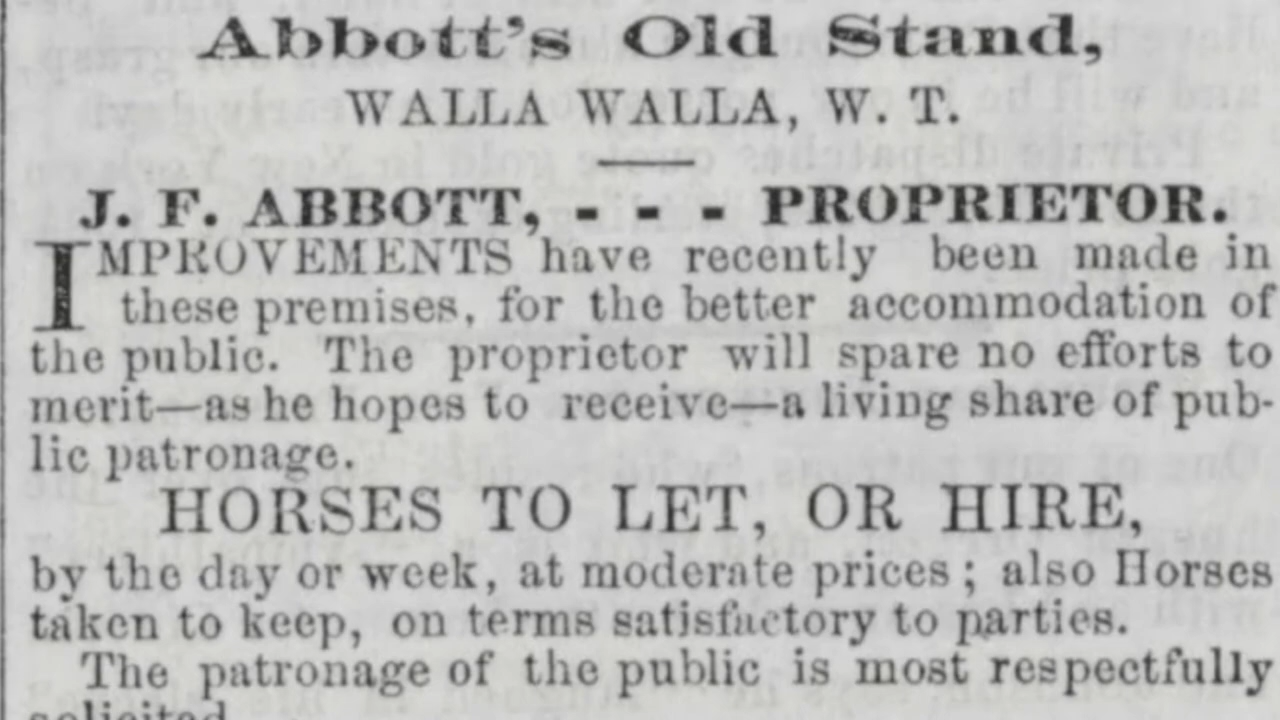 Abbott's Old Stand,
WALLA WALLA, W. T.
J. F. ABBOTT, - - - PROPRIETOR.
IMPROVEMENTS have recently been made in
these premises, for the better accommodation of
the public. The proprietor will spare no efforts to
merit—as he hopes to receive—a living share of pub-
lic patronage.
HORSES TO LET, OR HIRE,
by the day or week, at moderate prices; also Horses
taken to keep, on terms satisfactory to parties.
The patronage of the public is most respectfully
solicited